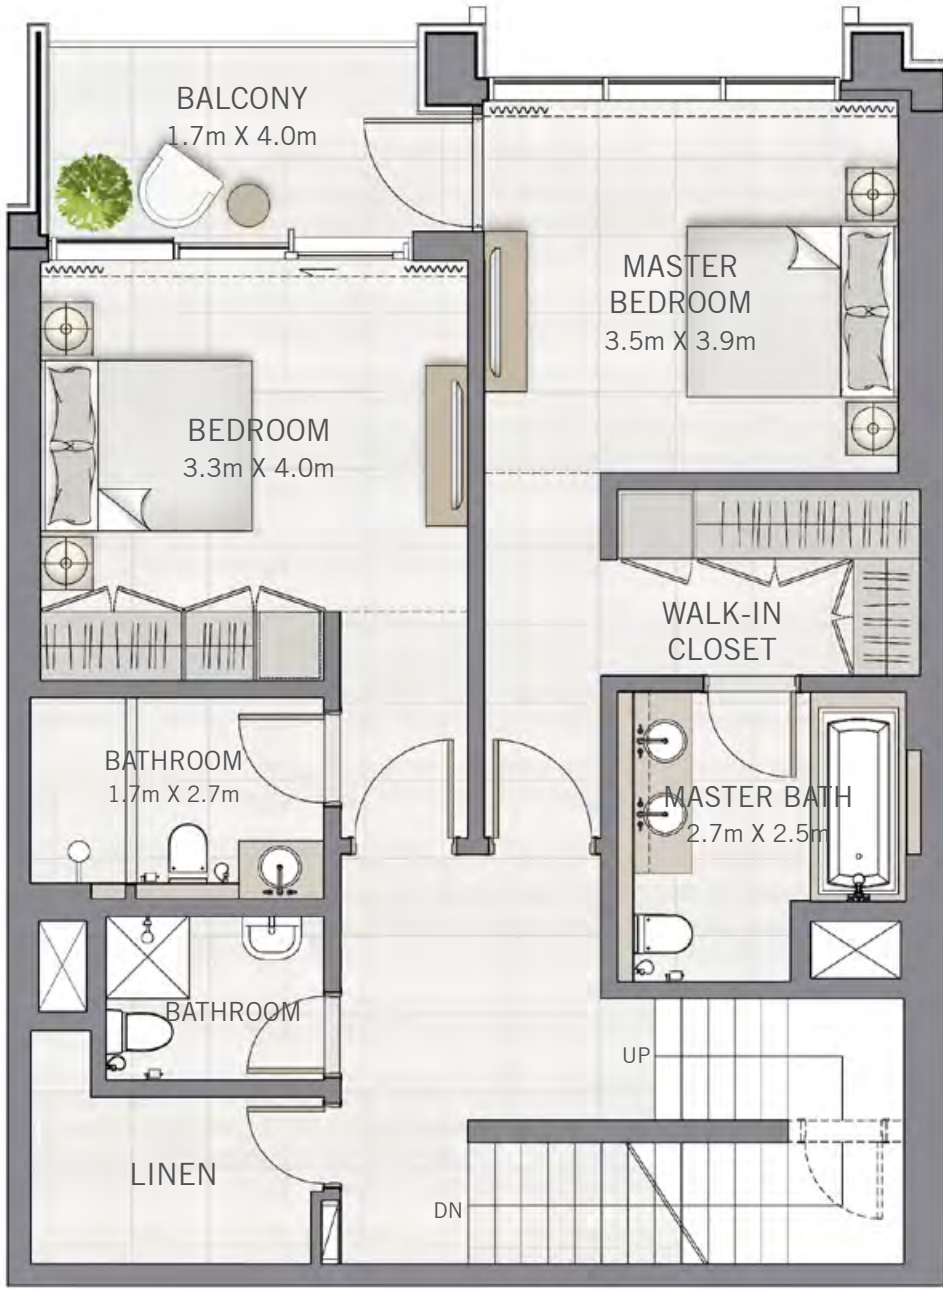 BALCONY
1.7m X 4.0m
MASTER
BEDROOM
3.5m X 3.9m
BEDROOM
3.3m X 4.0m
WALK-IN
CLOSET
BATHROOM
1.7m X 2.7m
MASTER BATH
2.7m X 2.5m
BATHROOM
UP
LINEN
DN